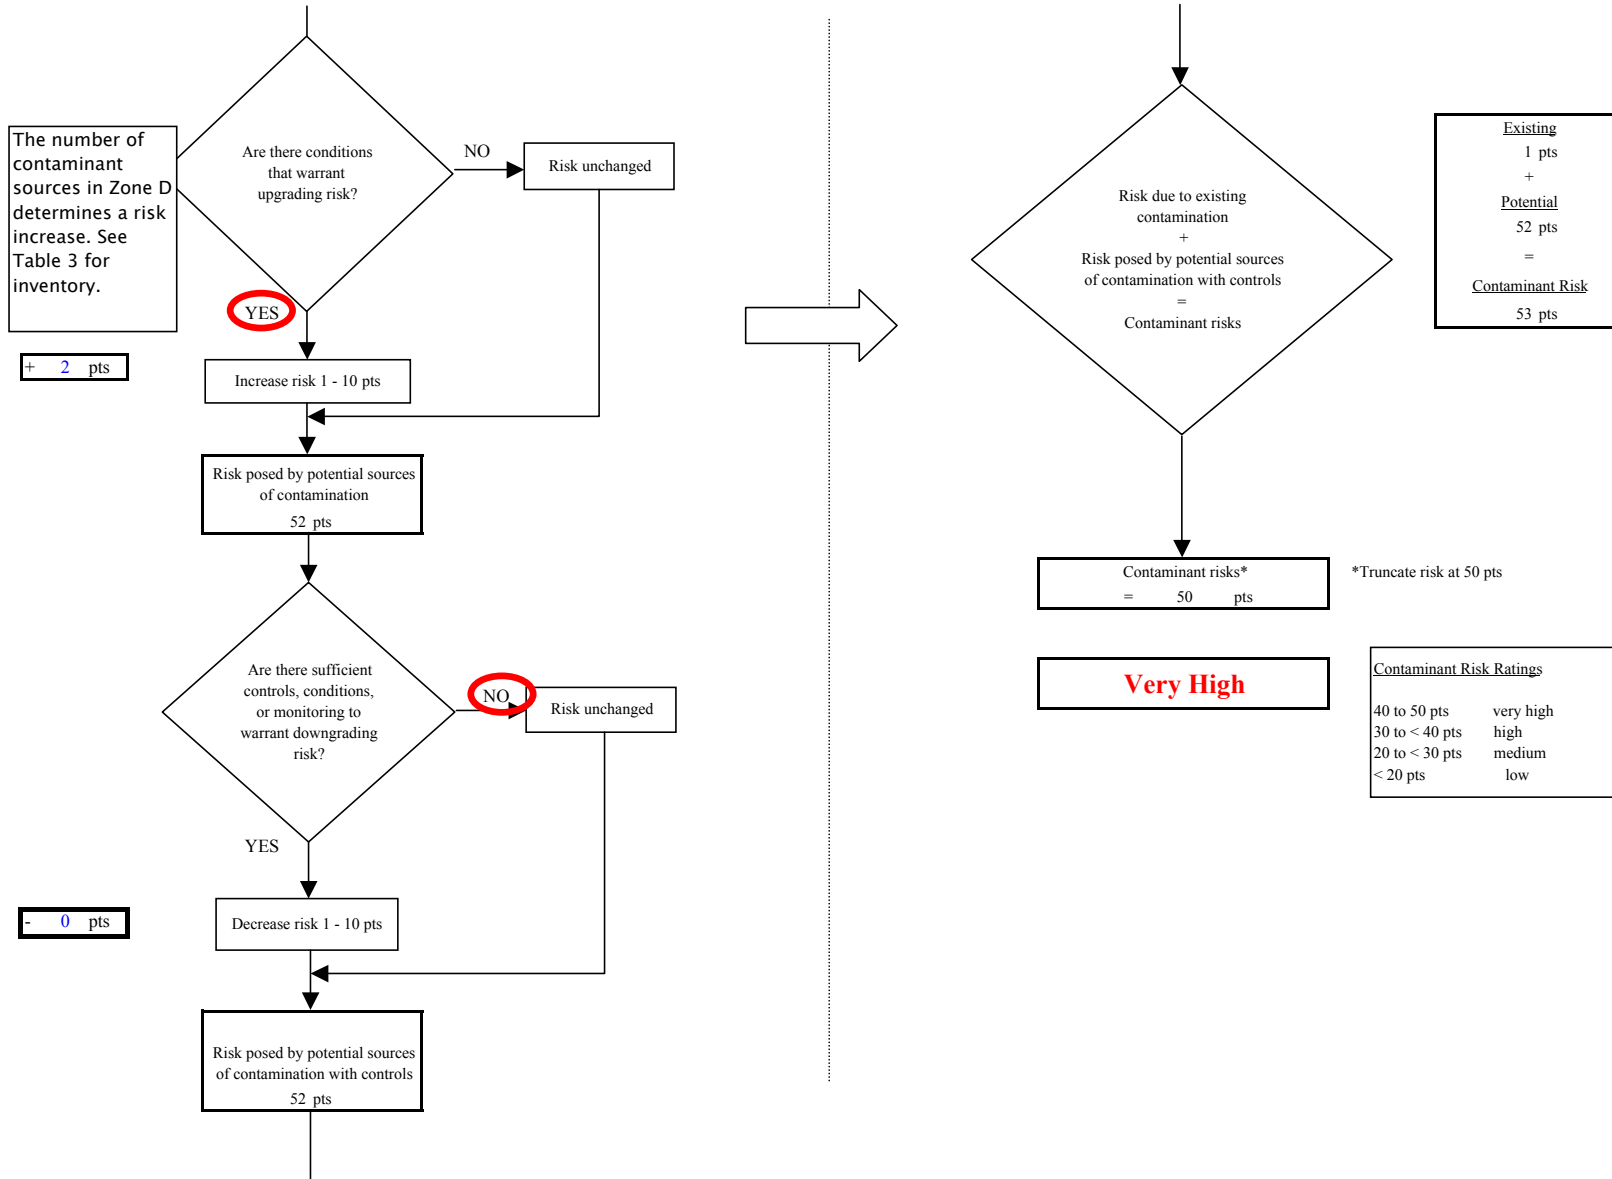 The number of
contaminant
sources in Zone D
determines a risk
increase. See
Table 3 for
inventory.
Are there conditions
that warrant
upgrading risk?
NO
Risk unchanged
YES
+ 2 pts
Increase risk 1 - 10 pts
Risk posed by potential sources
of contamination
52 pts
Are there sufficient
controls, conditions,
or monitoring to
warrant downgrading
risk?
NO
Risk unchanged
YES
- 0 pts
Decrease risk 1 - 10 pts
Risk posed by potential sources
of contamination with controls
52 pts
Risk due to existing
contamination
+
Risk posed by potential sources
of contamination with controls
=
Contaminant risks
Existing
1 pts
+
Potential
52 pts
=
Contaminant Risk
53 pts
Contaminant risks*
= 50 pts
*Truncate risk at 50 pts
Very High
Contaminant Risk Ratings
40 to 50 pts very high
30 to < 40 pts high
20 to < 30 pts medium
< 20 pts low